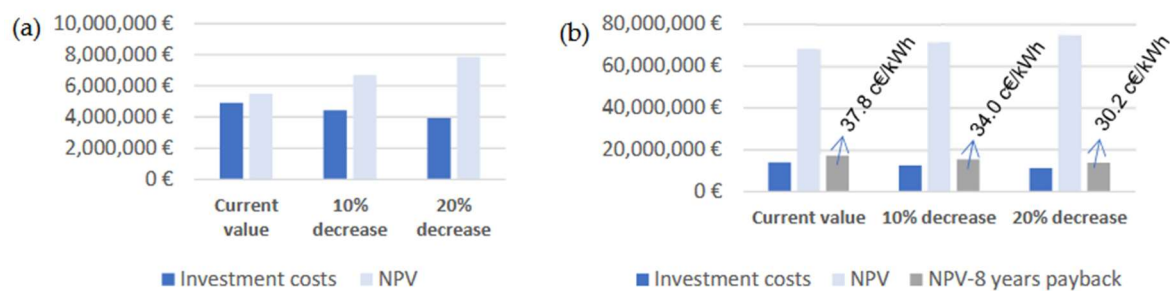 (a)
10,000,000 €
8,000,000 €
6,000,000 €
4,000,000 €
2,000,000 €
0 €
Current value
10% decrease
20% decrease
Investment costs
NPV
(b)
80,000,000 €
60,000,000 €
40,000,000 €
20,000,000 €
0 €
37.8 c€/kWh
34.0 c€/kWh
30.2 c€/kWh
Current value
10% decrease
20% decrease
Investment costs
NPV
NPV-8 years payback